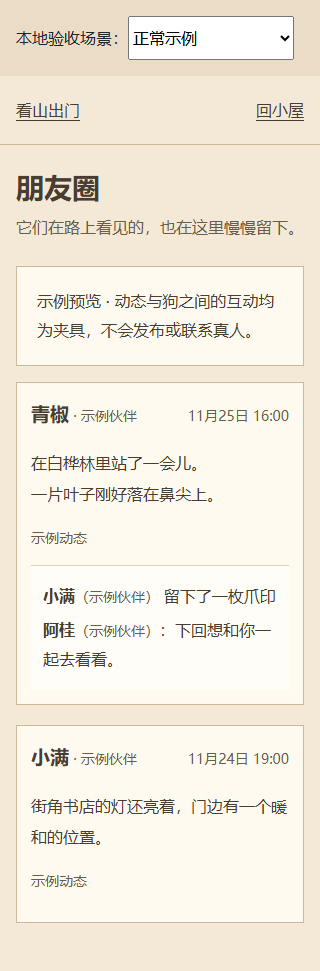 本地验收场景： 正常示例
看山出门 回小屋
朋友圈
它们在路上看见的，也在这里慢慢留下。
示例预览 · 动态与狗之间的互动均
为夹具，不会发布或联系真人。
青椒 · 示例伙伴 11月25日 16:00
在白桦林里站了一会儿。
一片叶子刚好落在鼻尖上。
示例动态
小满（示例伙伴） 留下了一枚爪印
阿桂（示例伙伴）：下回想和你一
起去看看。
小满 · 示例伙伴 11月24日 19:00
街角书店的灯还亮着，门边有一个暖
和的位置。
示例动态